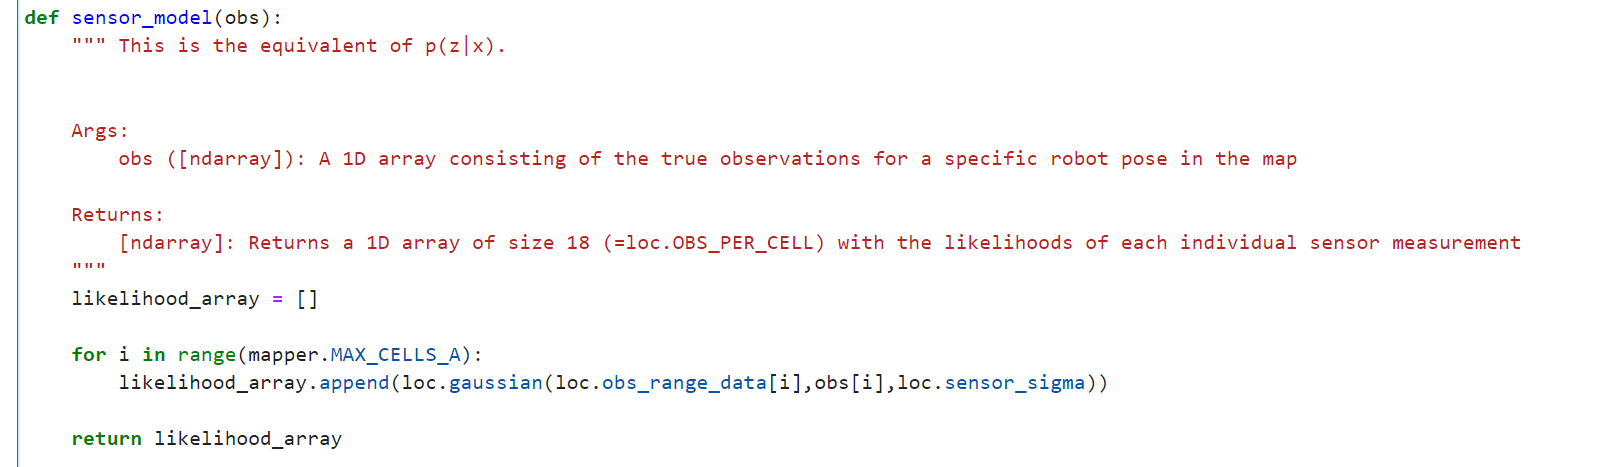 def sensor_model(obs):
    """ This is the equivalent of p(z|x).
    Args:
        obs ([ndarray]): A 1D array consisting of the true observations for a specific robot pose in the map
    Returns:
        [ndarray]: Returns a 1D array of size 18 (=loc.OBS_PER_CELL) with the likelihoods of each individual sensor measurement
    """
    likelihood_array = []
    for i in range(mapper.MAX_CELLS_A):
        likelihood_array.append(loc.gaussian(loc.obs_range_data[i],obs[i],loc.sensor_sigma))
    return likelihood_array